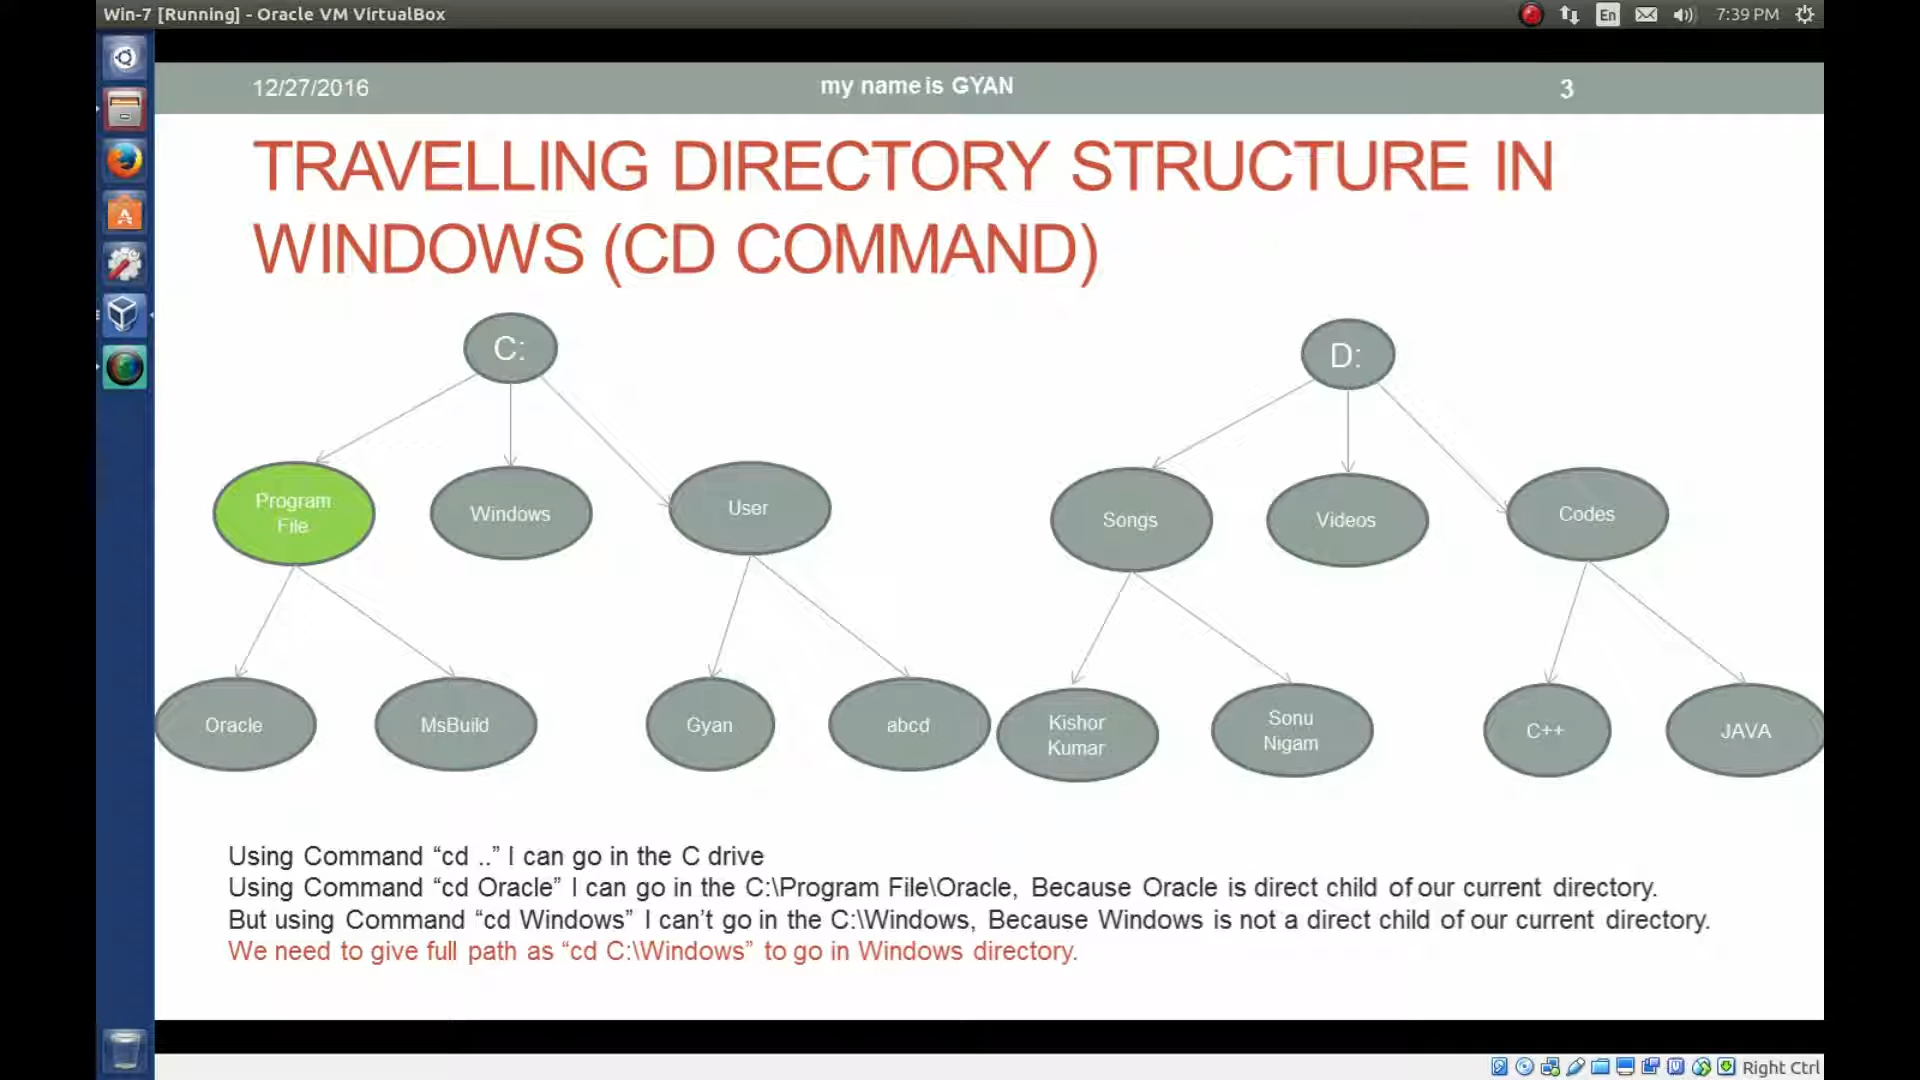 Win-7 [Running] - Oracle VM VirtualBox
En
7:39 PM
12/27/2016
my name is GYAN
3
TRAVELLING DIRECTORY STRUCTURE IN
WINDOWS (CD COMMAND)
C:
D:
Program
File
Windows
User
Songs
Videos
Codes
Oracle
MsBuild
Gyan
abcd
Kishor
Kumar
Sonu
Nigam
C++
JAVA
Using Command “cd ..” I can go in the C drive
Using Command “cd Oracle” I can go in the C:\Program File\Oracle, Because Oracle is direct child of our current directory.
But using Command “cd Windows” I can’t go in the C:\Windows, Because Windows is not a direct child of our current directory.
We need to give full path as “cd C:\Windows” to go in Windows directory.
Right Ctrl